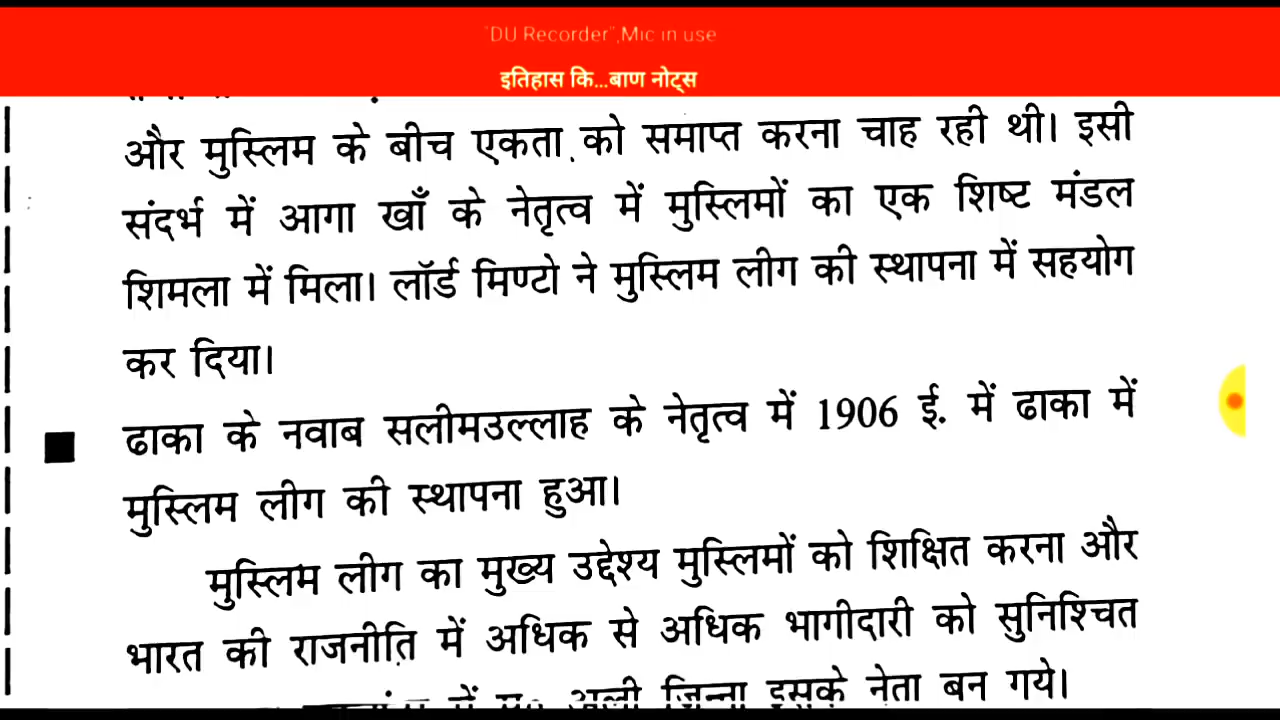 "DU Recorder",Mic in use
इतिहास कि...बाण नोट्स
और मुस्लिम के बीच एकता को समाप्त करना चाह रही थी। इसी
संदर्भ में आगा खाँ के नेतृत्व में मुस्लिमों का एक शिष्ट मंडल
शिमला में मिला। लॉर्ड मिण्टो ने मुस्लिम लीग की स्थापना में सहयोग
कर दिया।
■ ढाका के नवाब सलीमउल्लाह के नेतृत्व में 1906 ई. में ढाका में
मुस्लिम लीग की स्थापना हुआ।
मुस्लिम लीग का मुख्य उद्देश्य मुस्लिमों को शिक्षित करना और
भारत की राजनीति में अधिक से अधिक भागीदारी को सुनिश्चित
में मु० अली जिन्ना इसके नेता बन गये।